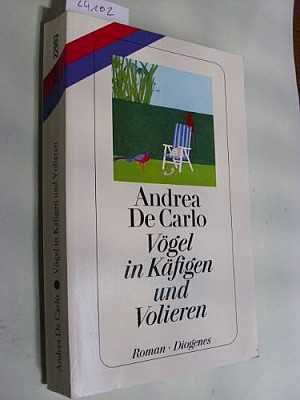 24102
Andrea
De Carlo
Vögel
in Käfigen
und
Volieren
Roman · Diogenes
Andrea De Carlo ● Vögel in Käfigen und Volieren
22603